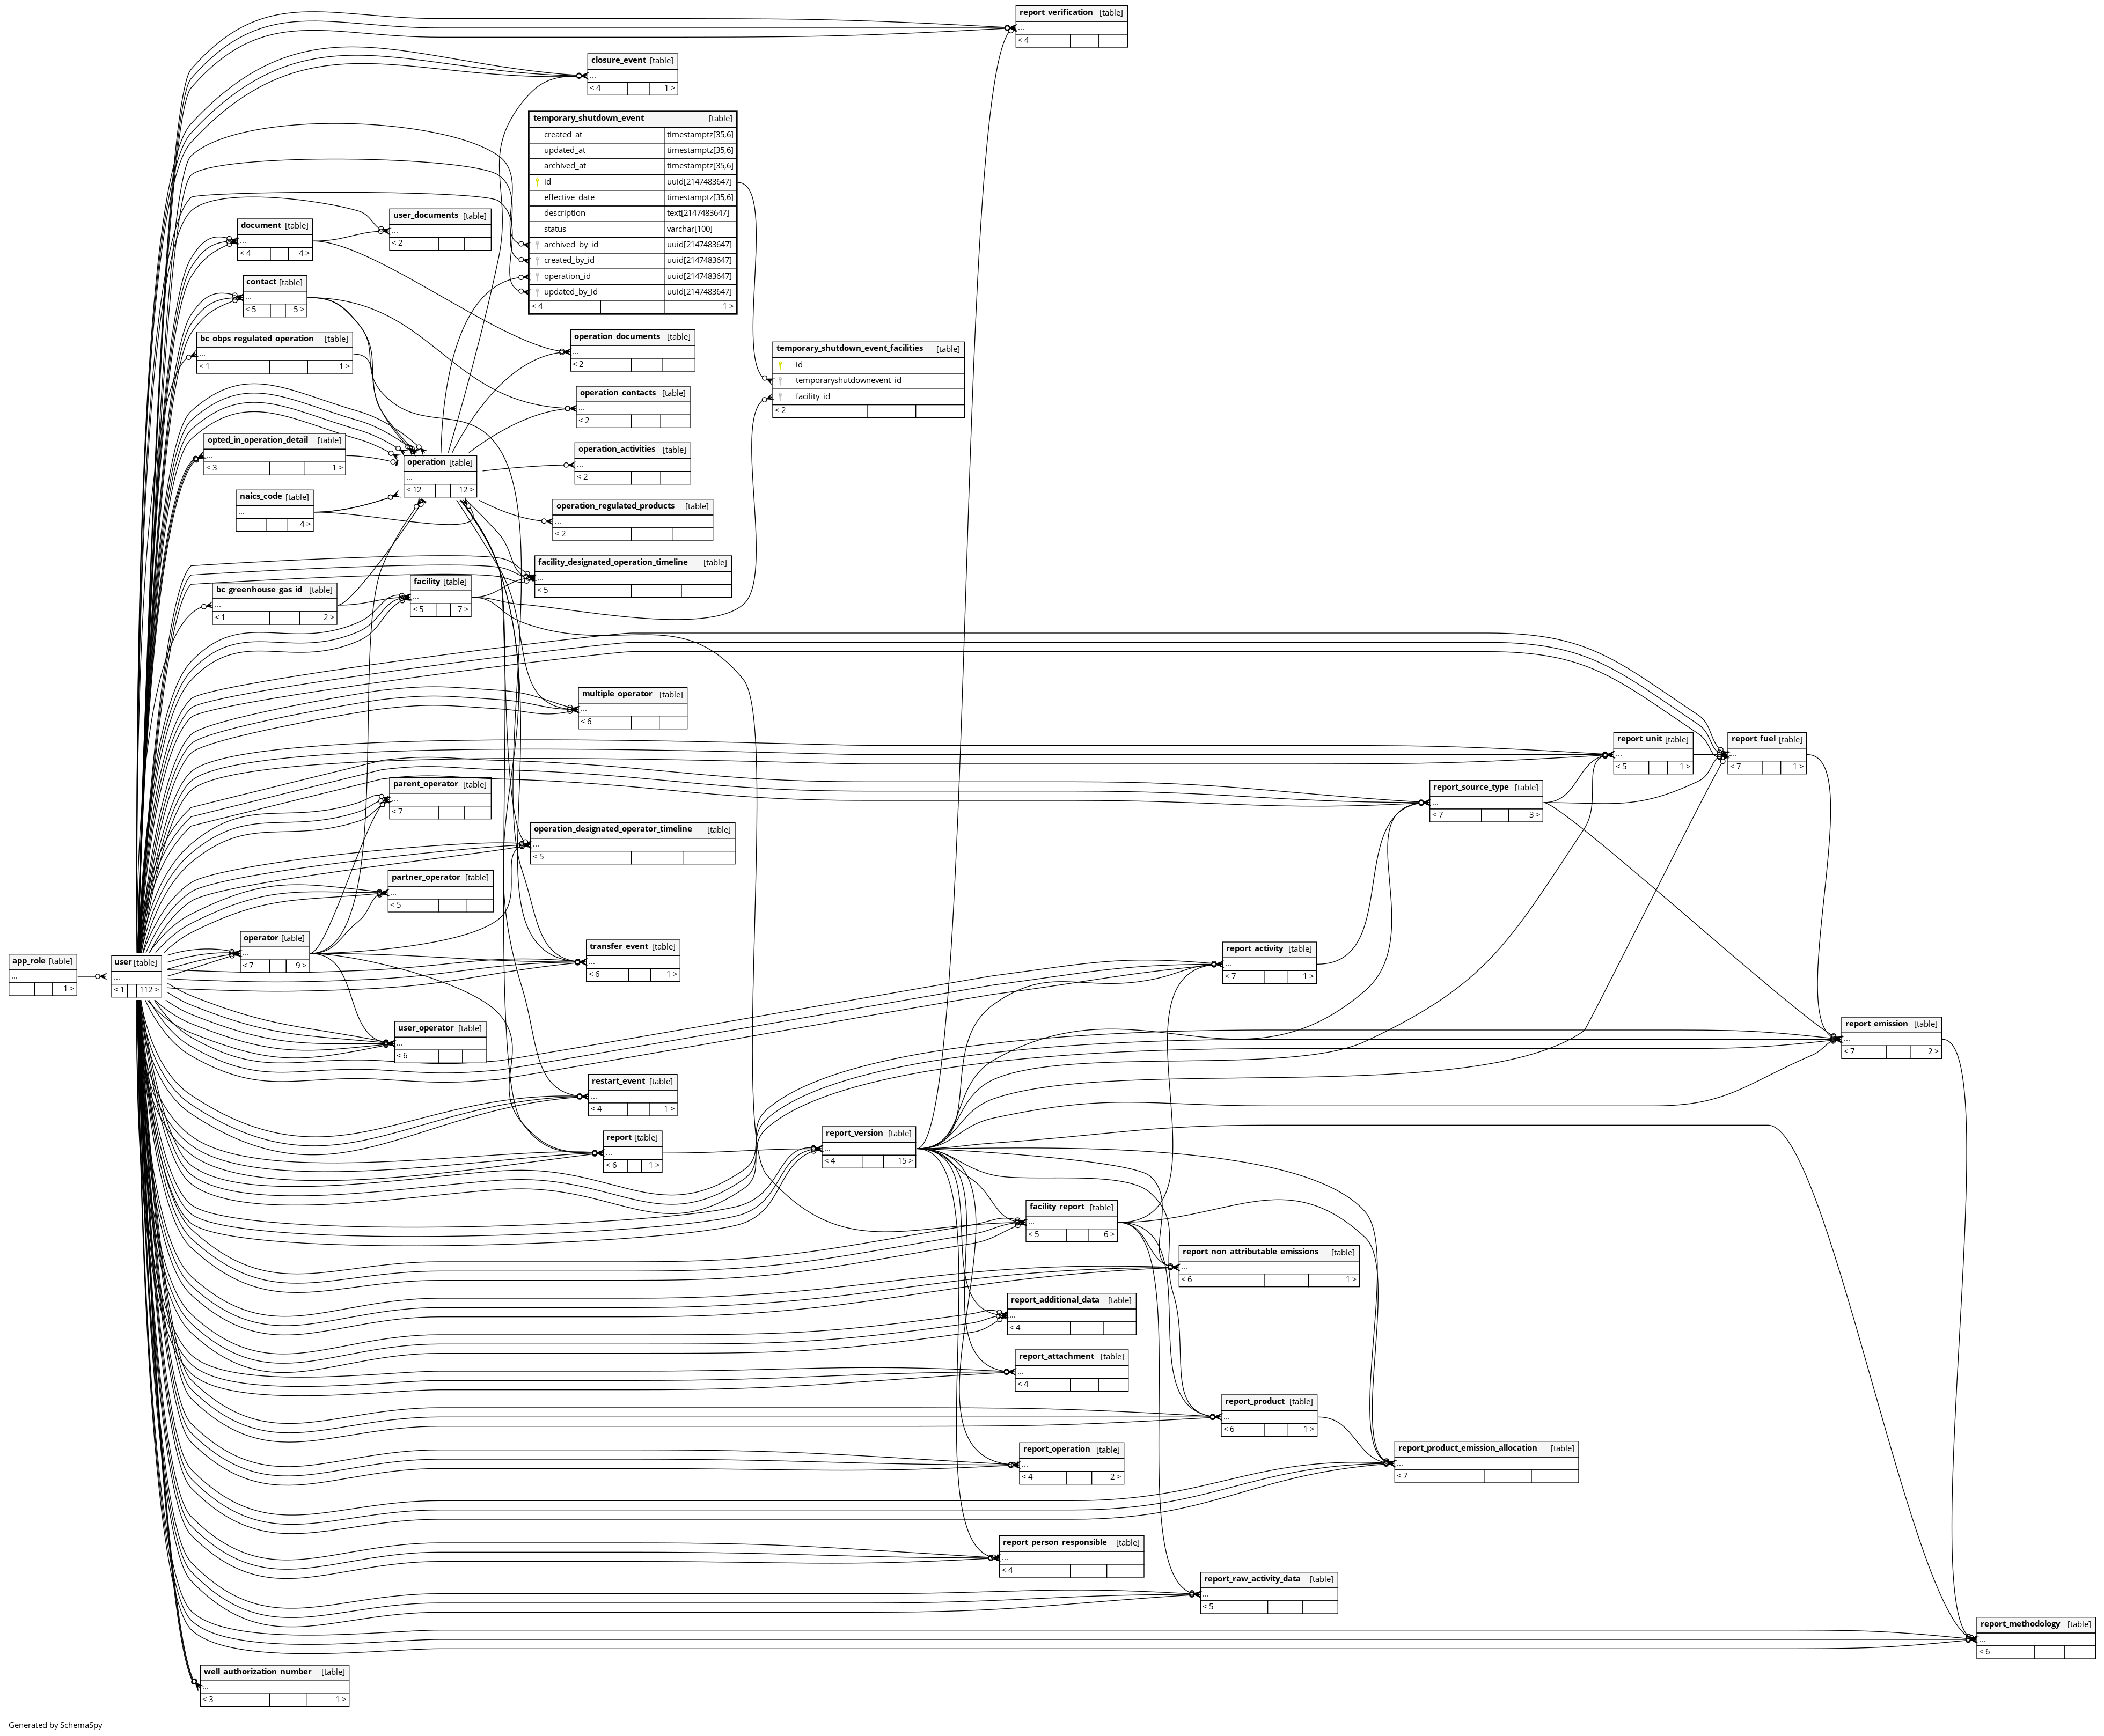 report_verification [table]
...
< 4
closure_event [table]
...
< 4 1 >
temporary_shutdown_event [table]
created_at timestamptz[35,6]
updated_at timestamptz[35,6]
archived_at timestamptz[35,6]
id uuid[2147483647]
effective_date timestamptz[35,6]
description text[2147483647]
status varchar[100]
archived_by_id uuid[2147483647]
created_by_id uuid[2147483647]
operation_id uuid[2147483647]
updated_by_id uuid[2147483647]
< 4 1 >
user_documents [table]
...
< 2
document [table]
...
< 4 4 >
contact [table]
...
< 5 5 >
bc_obps_regulated_operation [table]
...
< 1 1 >
operation_documents [table]
...
< 2
temporary_shutdown_event_facilities [table]
id
temporaryshutdownevent_id
facility_id
< 2
operation_contacts [table]
...
< 2
opted_in_operation_detail [table]
...
< 3 1 >
operation_activities [table]
...
< 2
operation [table]
...
< 12 12 >
naics_code [table]
...
4 >
operation_regulated_products [table]
...
< 2
facility_designated_operation_timeline [table]
...
< 5
facility [table]
...
< 5 7 >
bc_greenhouse_gas_id [table]
...
< 1 2 >
multiple_operator [table]
...
< 6
report_unit [table]
...
< 5 1 >
report_fuel [table]
...
< 7 1 >
parent_operator [table]
...
< 7
report_source_type [table]
...
< 7 3 >
operation_designated_operator_timeline [table]
...
< 5
partner_operator [table]
...
< 5
operator [table]
...
< 7 9 >
transfer_event [table]
...
< 6 1 >
report_activity [table]
...
< 7 1 >
app_role [table]
...
1 >
user [table]
...
< 1 112 >
user_operator [table]
...
< 6
report_emission [table]
...
< 7 2 >
restart_event [table]
...
< 4 1 >
report [table]
...
< 6 1 >
report_version [table]
...
< 4 15 >
facility_report [table]
...
< 5 6 >
report_non_attributable_emissions [table]
...
< 6 1 >
report_additional_data [table]
...
< 4
report_attachment [table]
...
< 4
report_product [table]
...
< 6 1 >
report_operation [table]
...
< 4 2 >
report_product_emission_allocation [table]
...
< 7
report_person_responsible [table]
...
< 4
report_raw_activity_data [table]
...
< 5
report_methodology [table]
...
< 6
well_authorization_number [table]
...
< 3 1 >
Generated by SchemaSpy